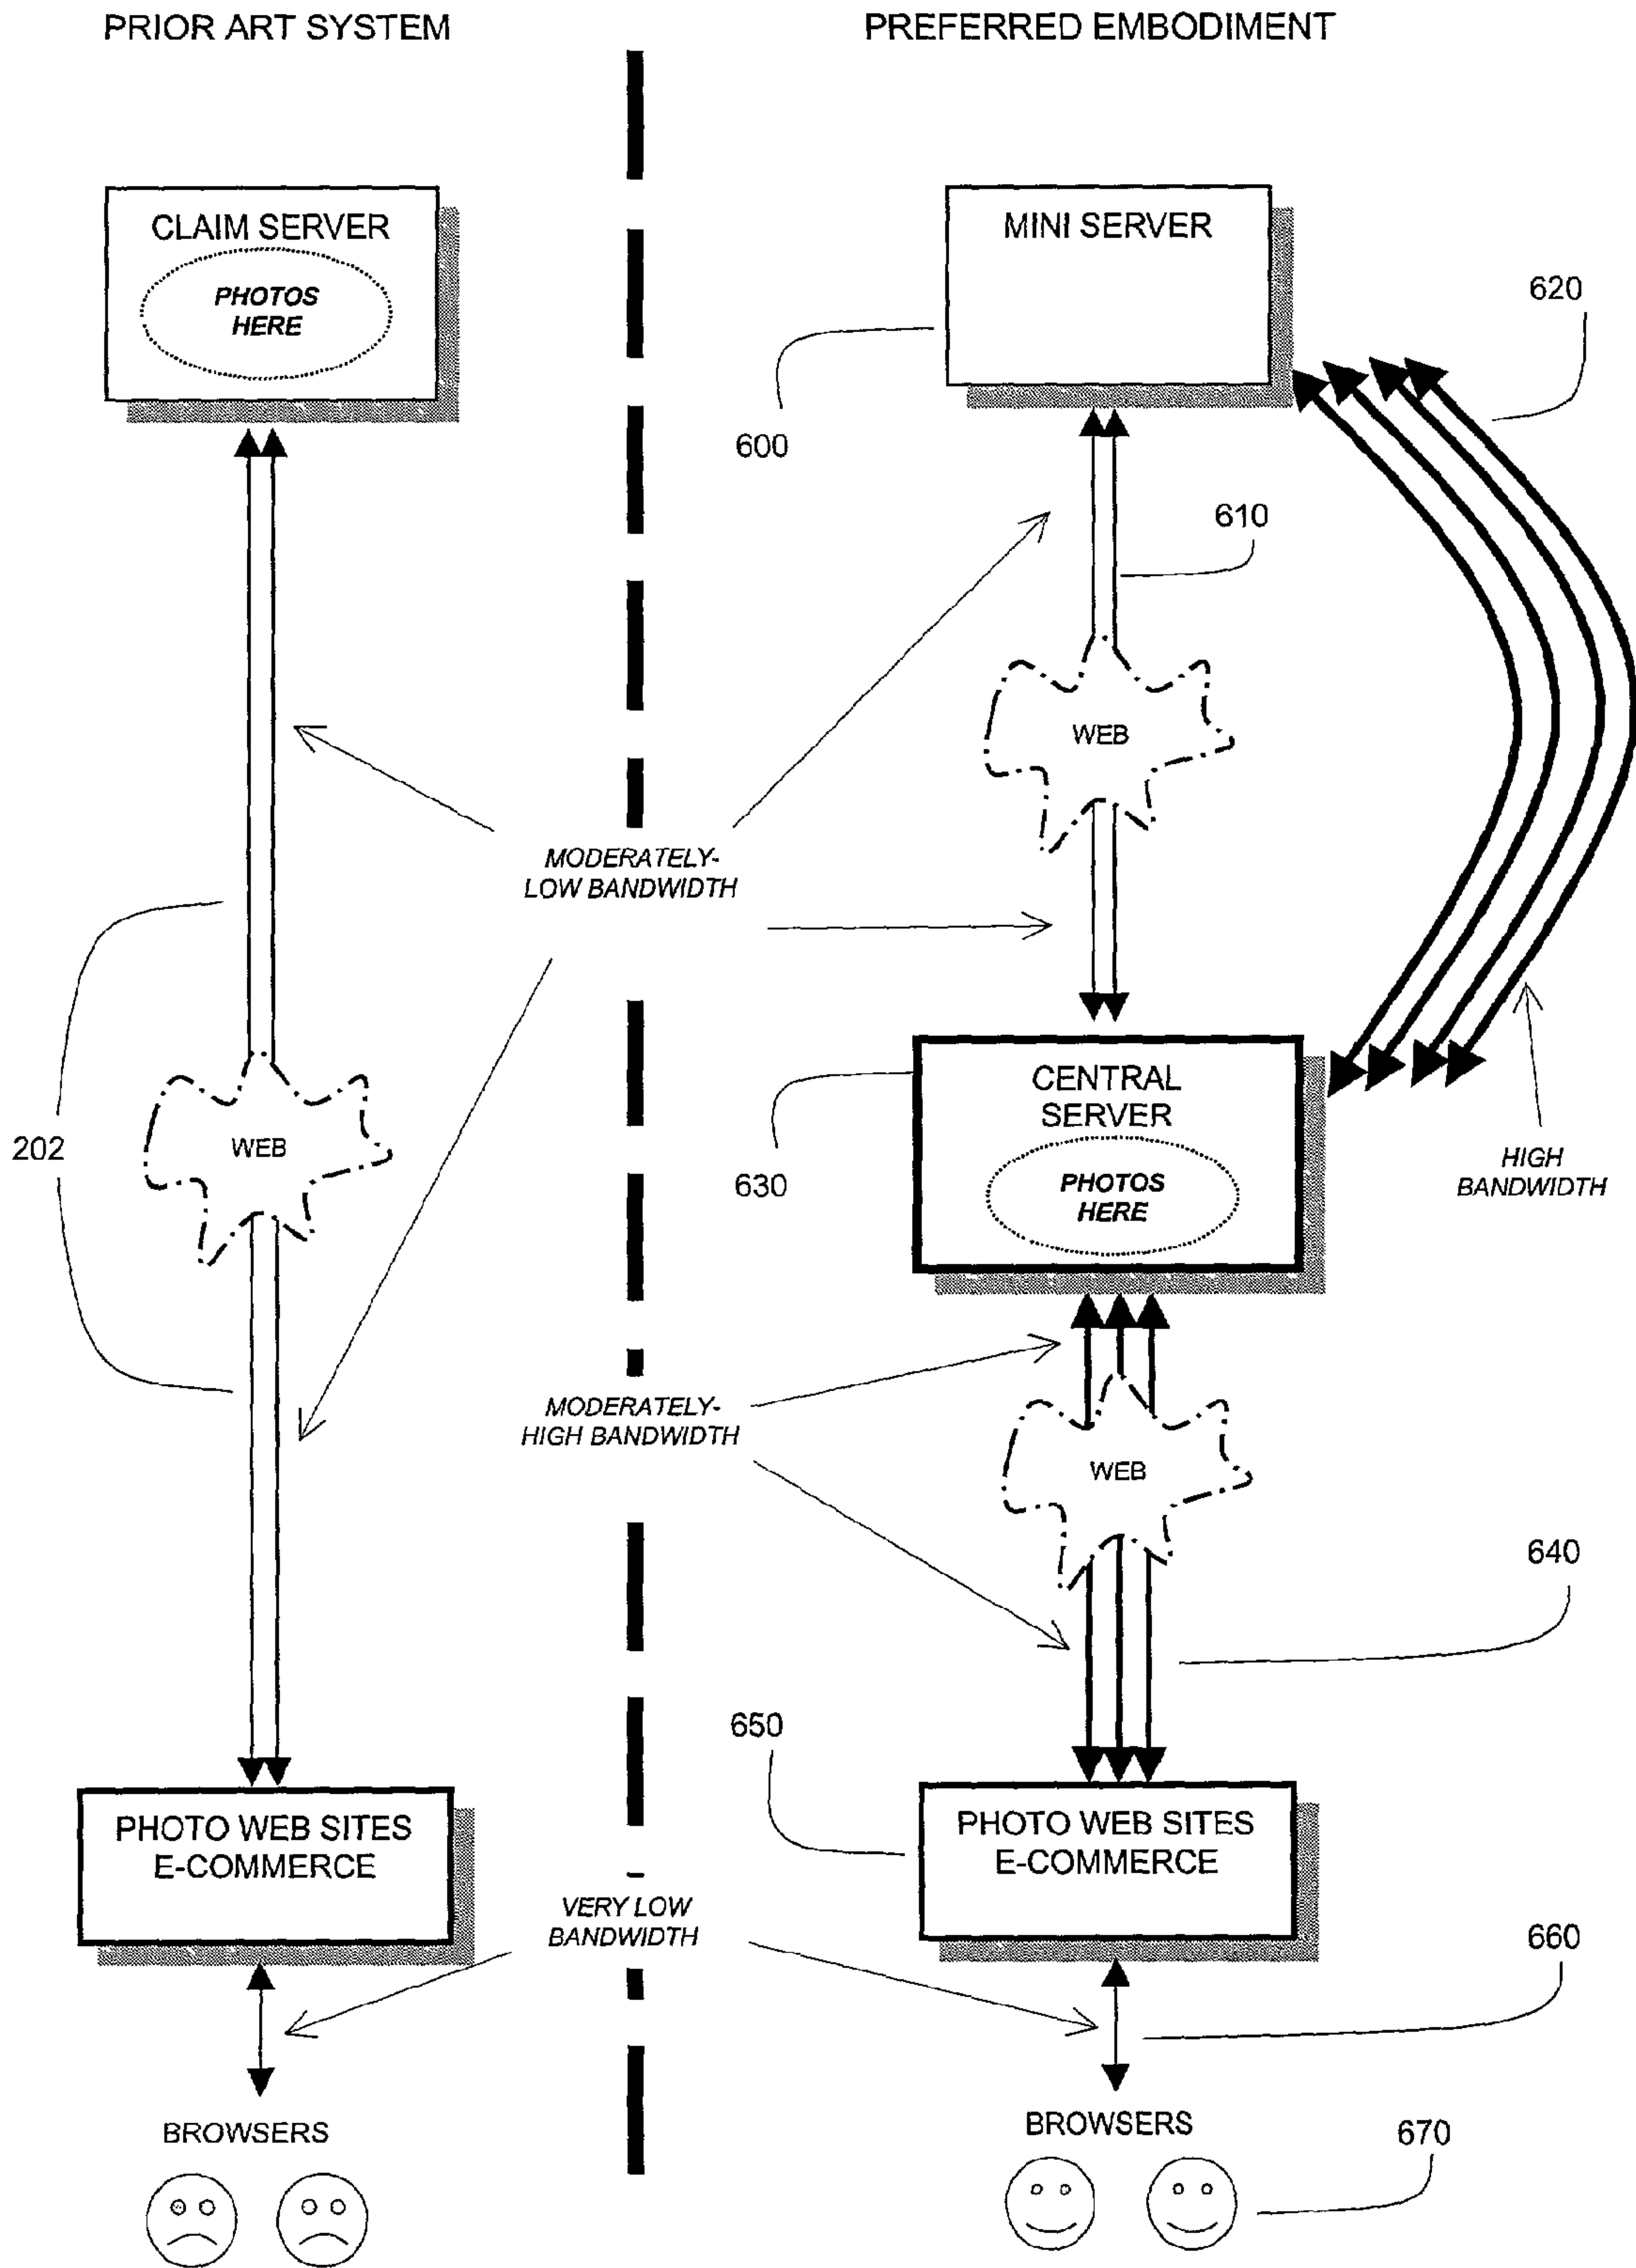 PRIOR ART SYSTEM
PREFERRED EMBODIMENT
CLAIM SERVER
PHOTOS
HERE
MINI SERVER
620
600
610
WEB
MODERATELY-
LOW BANDWIDTH
202
WEB
CENTRAL
SERVER
PHOTOS
HERE
630
HIGH
BANDWIDTH
MODERATELY-
HIGH BANDWIDTH
WEB
640
650
PHOTO WEB SITES
E-COMMERCE
PHOTO WEB SITES
E-COMMERCE
VERY LOW
BANDWIDTH
660
BROWSERS
BROWSERS
670